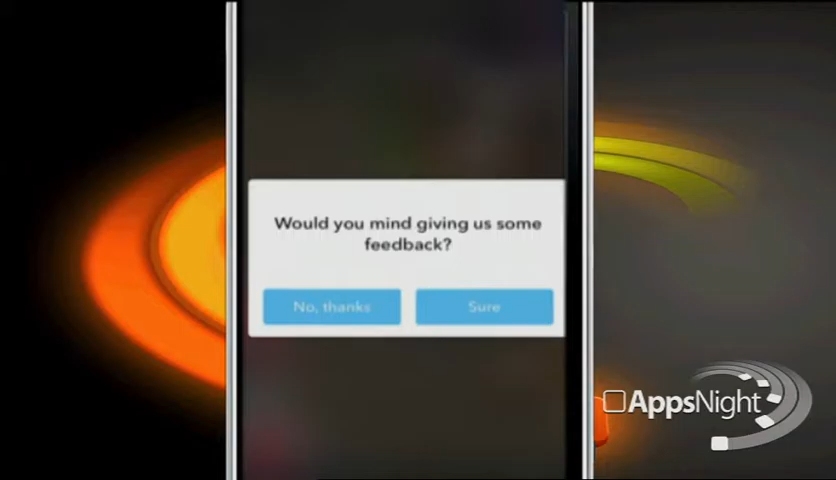 Would you mind giving us some
feedback?
No, thanks
Sure
AppsNight